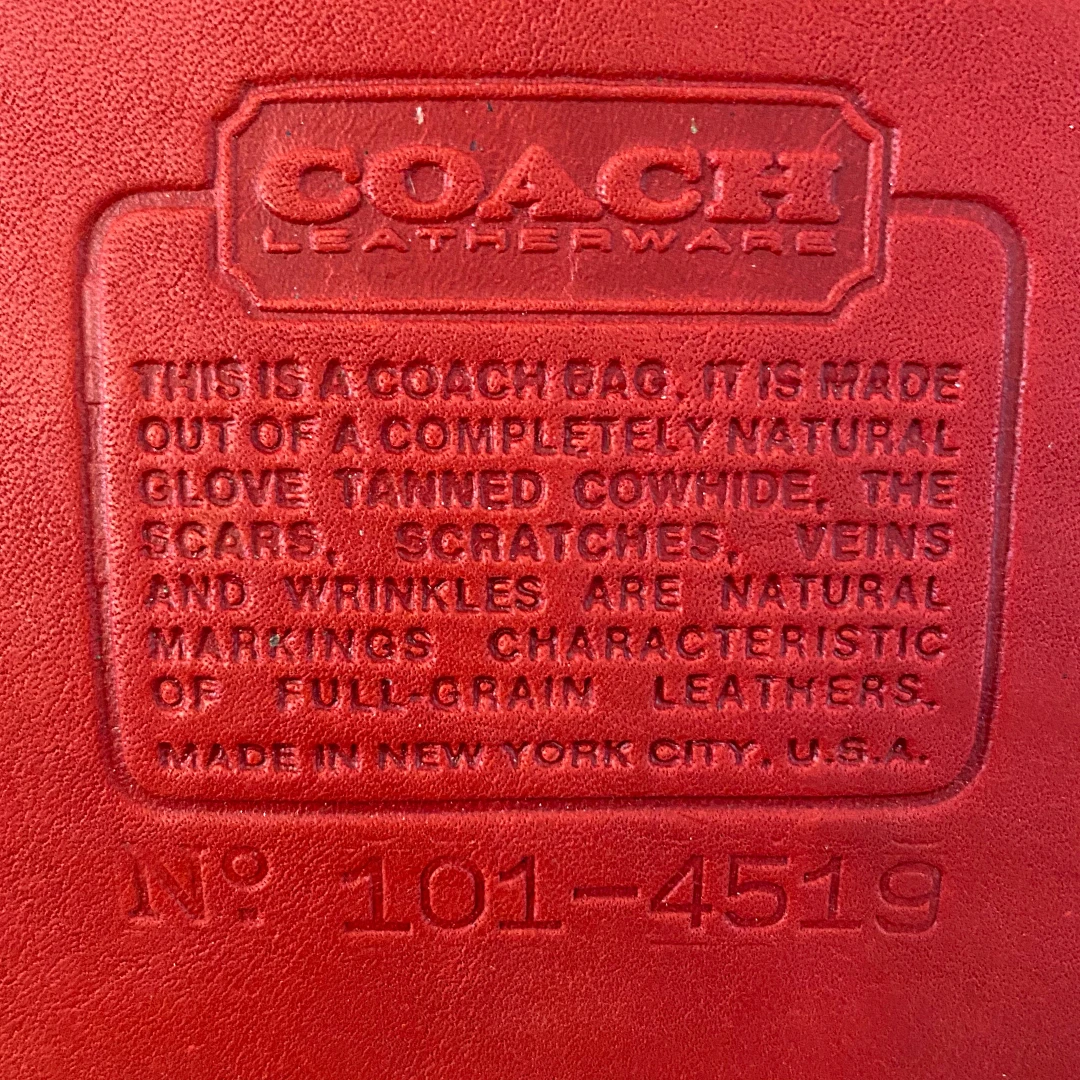 COACH
LEATHERWARE
THIS IS A COACH BAG. IT IS MADE
OUT OF A COMPLETELY NATURAL
GLOVE TANNED COWHIDE. THE
SCARS, SCRATCHES, VEINS
AND WRINKLES ARE NATURAL
MARKINGS CHARACTERISTIC
OF FULL-GRAIN LEATHERS.
MADE IN NEW YORK CITY, U.S.A.
Nº. 101-4519